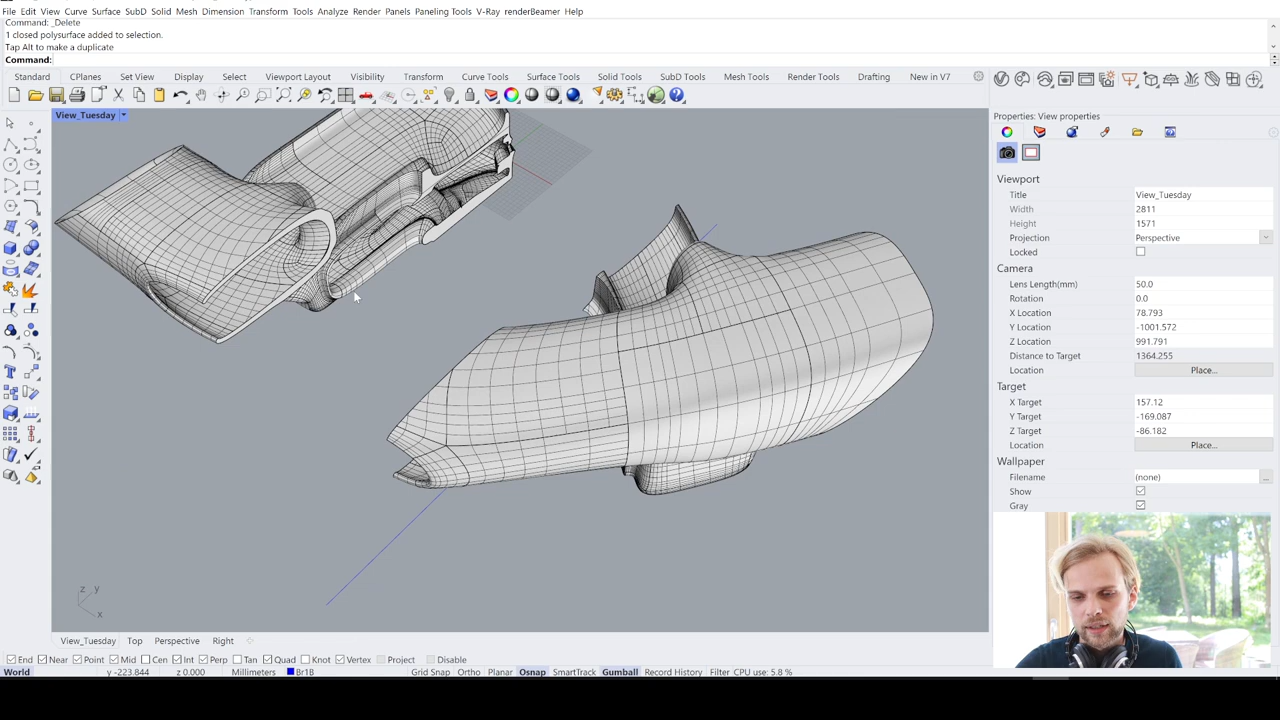 File Edit View Curve Surface SubD Solid Mesh Dimension Transform Tools Analyze Render Panels Paneling Tools V-Ray renderBeamer Help
Command: _Delete
1 closed polysurface added to selection.
Tap Alt to make a duplicate
Command:
Standard CPlanes Set View Display Select Viewport Layout Visibility Transform Curve Tools Surface Tools Solid Tools SubD Tools Mesh Tools Render Tools Drafting New in V7
View_Tuesday
Properties: View properties
Viewport
Title View_Tuesday
Width 2811
Height 1571
Projection Perspective
Locked
Camera
Lens Length(mm) 50.0
Rotation 0.0
X Location 78.793
Y Location -1001.572
Z Location 991.791
Distance to Target 1364.255
Location Place...
Target
X Target 157.12
Y Target -169.087
Z Target -86.182
Location Place...
Wallpaper
Filename (none) ...
Show
Gray
z y
x
View_Tuesday Top Perspective Right
End Near Point Mid Cen Int Perp Tan Quad Knot Vertex Project Disable
World y -223.844 z 0.000 Millimeters Br1B Grid Snap Ortho Planar Osnap SmartTrack Gumball Record History Filter CPU use: 5.8 %